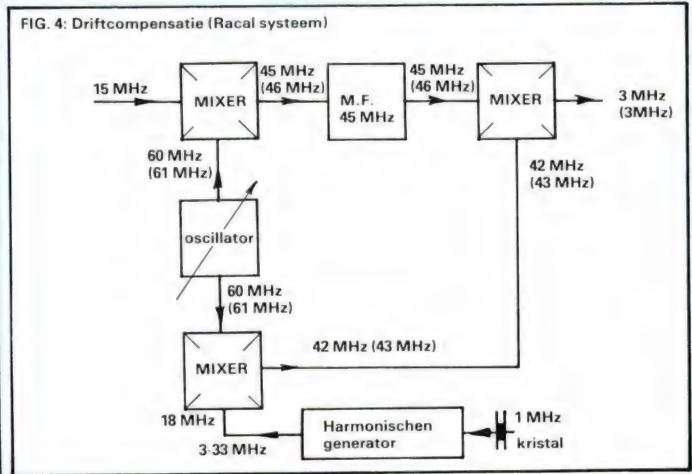 FIG. 4: Driftcompensatie (Racal systeem)
15 MHz
MIXER
45 MHz
(46 MHz)
M.F.
45 MHz
45 MHz
(46 MHz)
MIXER
3 MHz
(3MHz)
60 MHz
(61 MHz)
42 MHz
(43 MHz)
oscillator
60 MHz
(61 MHz)
MIXER
42 MHz (43 MHz)
18 MHz
3-33 MHz
Harmonischen
generator
1 MHz
kristal